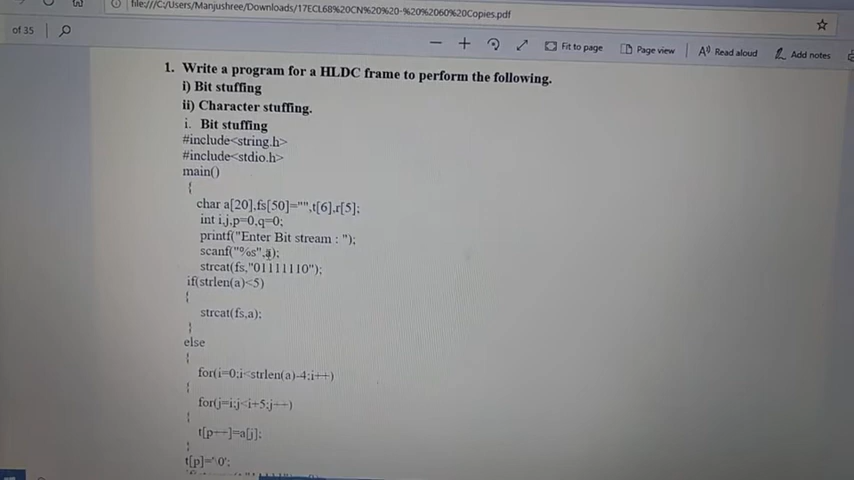 file:///C:/Users/Manjushree/Downloads/17ECL68%20CN%20%20-%20%2060%20Copies.pdf
of 35
Fit to page
Page view
Read aloud
Add notes
1. Write a program for a HLDC frame to perform the following.
i) Bit stuffing
ii) Character stuffing.
i. Bit stuffing
#include<string.h>
#include<stdio.h>
main()
{
char a[20],fs[50]="",t[6],r[5];
int i,j,p=0,q=0;
printf("Enter Bit stream : ");
scanf("%s",a);
strcat(fs,"01111110");
if(strlen(a)<5)
{
strcat(fs,a);
}
else
{
for(i=0;i<strlen(a)-4;i++)
{
for(j=i;j<i+5;j++)
{
t[p++]=a[j];
}
t[p]='\0';